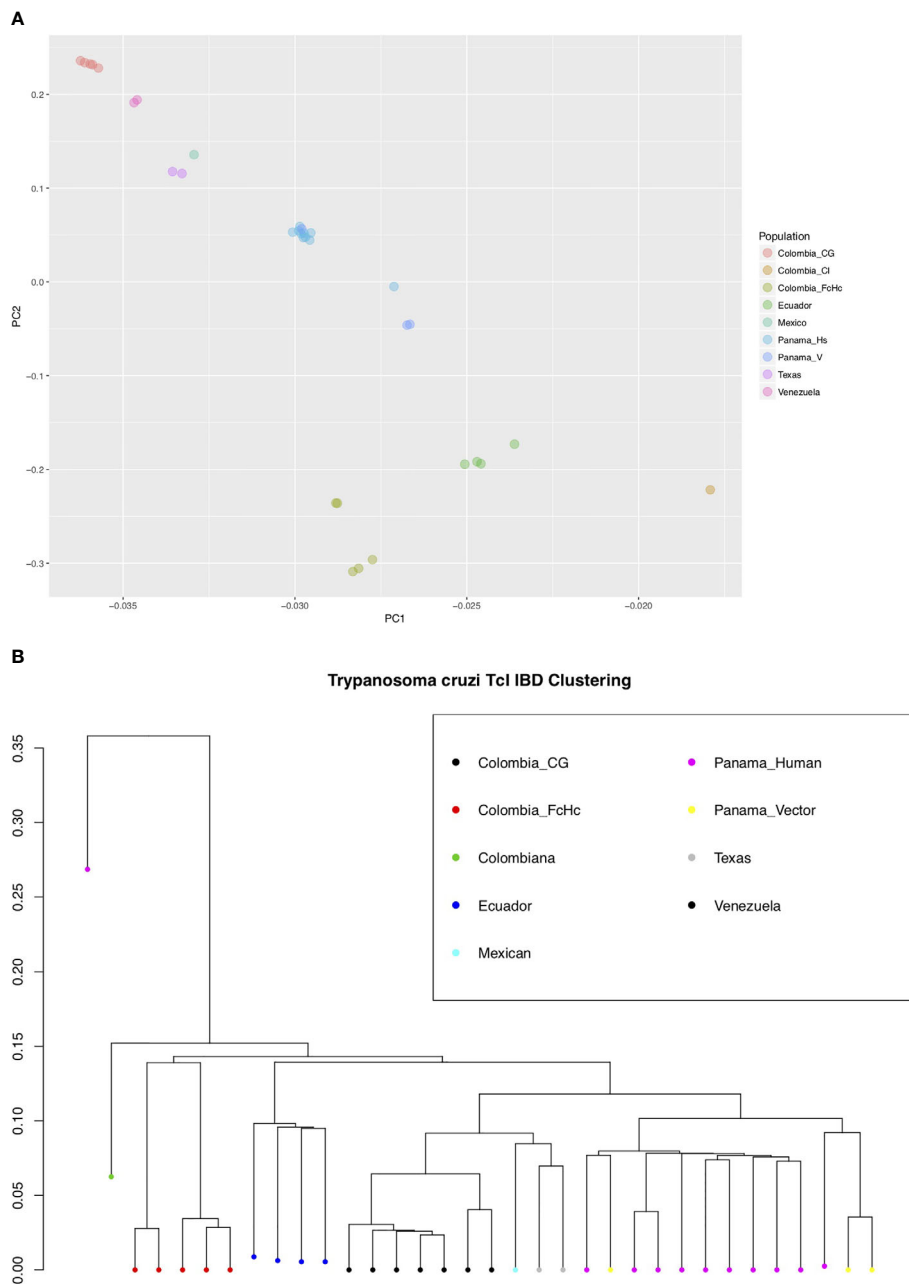 A
0.2
0.1
0.0
−0.1
−0.2
−0.3
PC2
−0.035
−0.030
−0.025
−0.020
PC1
Population
Colombia_CG
Colombia_Cl
Colombia_FcHc
Ecuador
Mexico
Panama_Hs
Panama_V
Texas
Venezuela
B
Trypanosoma cruzi TcI IBD Clustering
0.35
0.30
0.25
0.20
0.15
0.10
0.05
0.00
Colombia_CG
Colombia_FcHc
Colombiana
Ecuador
Mexican
Panama_Human
Panama_Vector
Texas
Venezuela